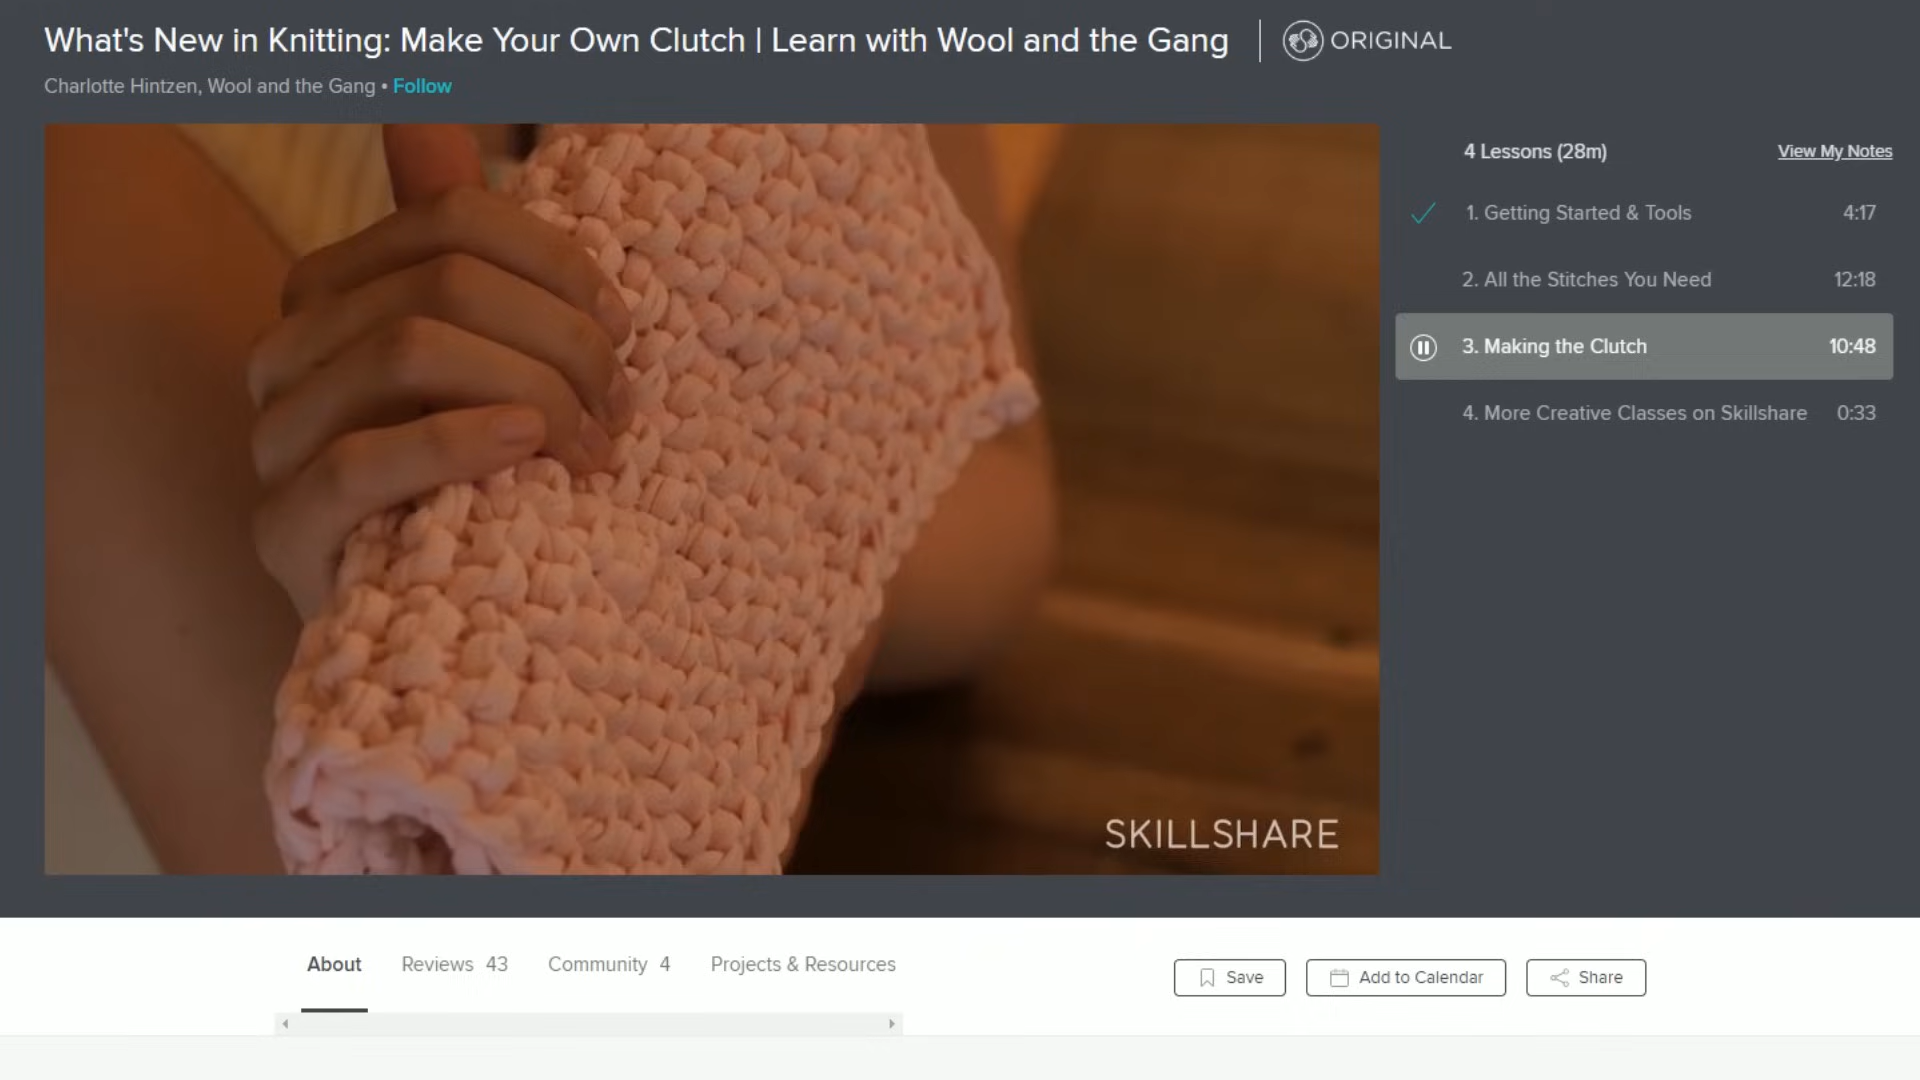 What's New in Knitting: Make Your Own Clutch | Learn with Wool and the Gang | ORIGINAL
Charlotte Hintzen, Wool and the Gang • Follow
4 Lessons (28m) View My Notes
1. Getting Started & Tools 4:17
2. All the Stitches You Need 12:18
3. Making the Clutch 10:48
4. More Creative Classes on Skillshare 0:33
SKILLSHARE
About Reviews 43 Community 4 Projects & Resources
Save Add to Calendar Share